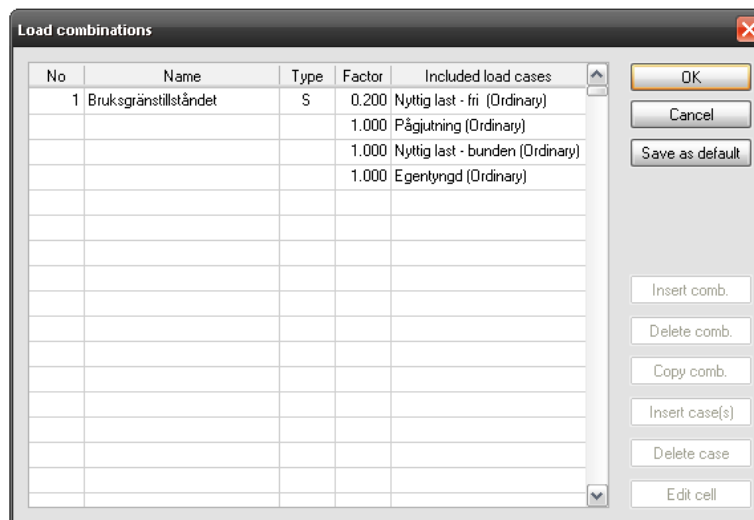 Load combinations
No Name Type Factor Included load cases
1 Bruksgränstillståndet S 0.200 Nyttig last - fri (Ordinary)
1.000 Pågjutning (Ordinary)
1.000 Nyttig last - bunden (Ordinary)
1.000 Egentyngd (Ordinary)
OK
Cancel
Save as default
Insert comb.
Delete comb.
Copy comb.
Insert case(s)
Delete case
Edit cell